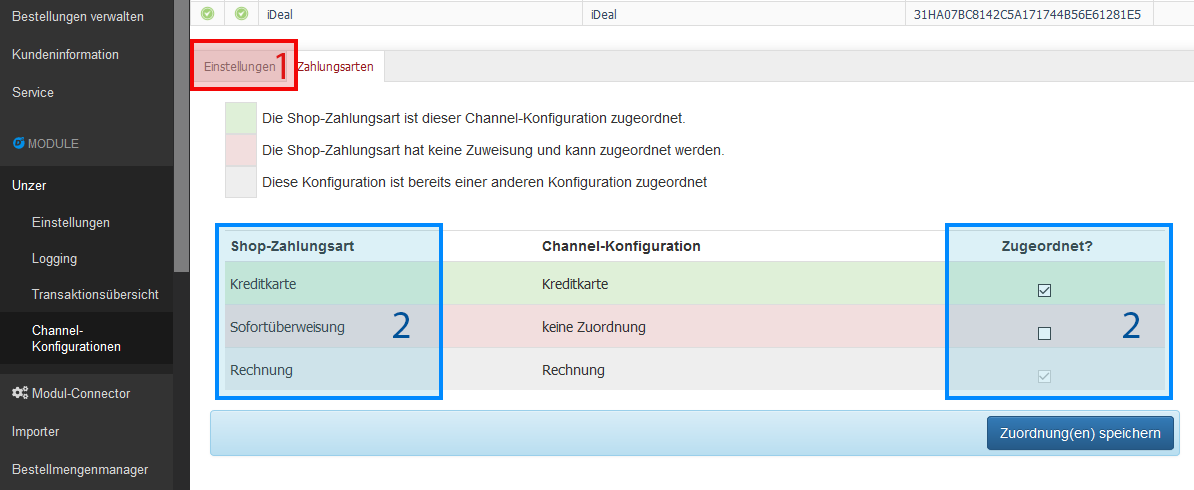 Bestellungen verwalten
Kundeninformation
Service
MODULE
Unzer
Einstellungen
Logging
Transaktionsübersicht
Channel-
Konfigurationen
Modul-Connector
Importer
Bestellmengenmanager
iDeal iDeal 31HA07BC8142C5A171744B56E61281E5
Einstellungen 1 Zahlungsarten
Die Shop-Zahlungsart ist dieser Channel-Konfiguration zugeordnet.
Die Shop-Zahlungsart hat keine Zuweisung und kann zugeordnet werden.
Diese Konfiguration ist bereits einer anderen Konfiguration zugeordnet
Shop-Zahlungsart Channel-Konfiguration Zugeordnet?
Kreditkarte Kreditkarte
Sofortüberweisung 2 keine Zuordnung 2
Rechnung Rechnung
Zuordnung(en) speichern